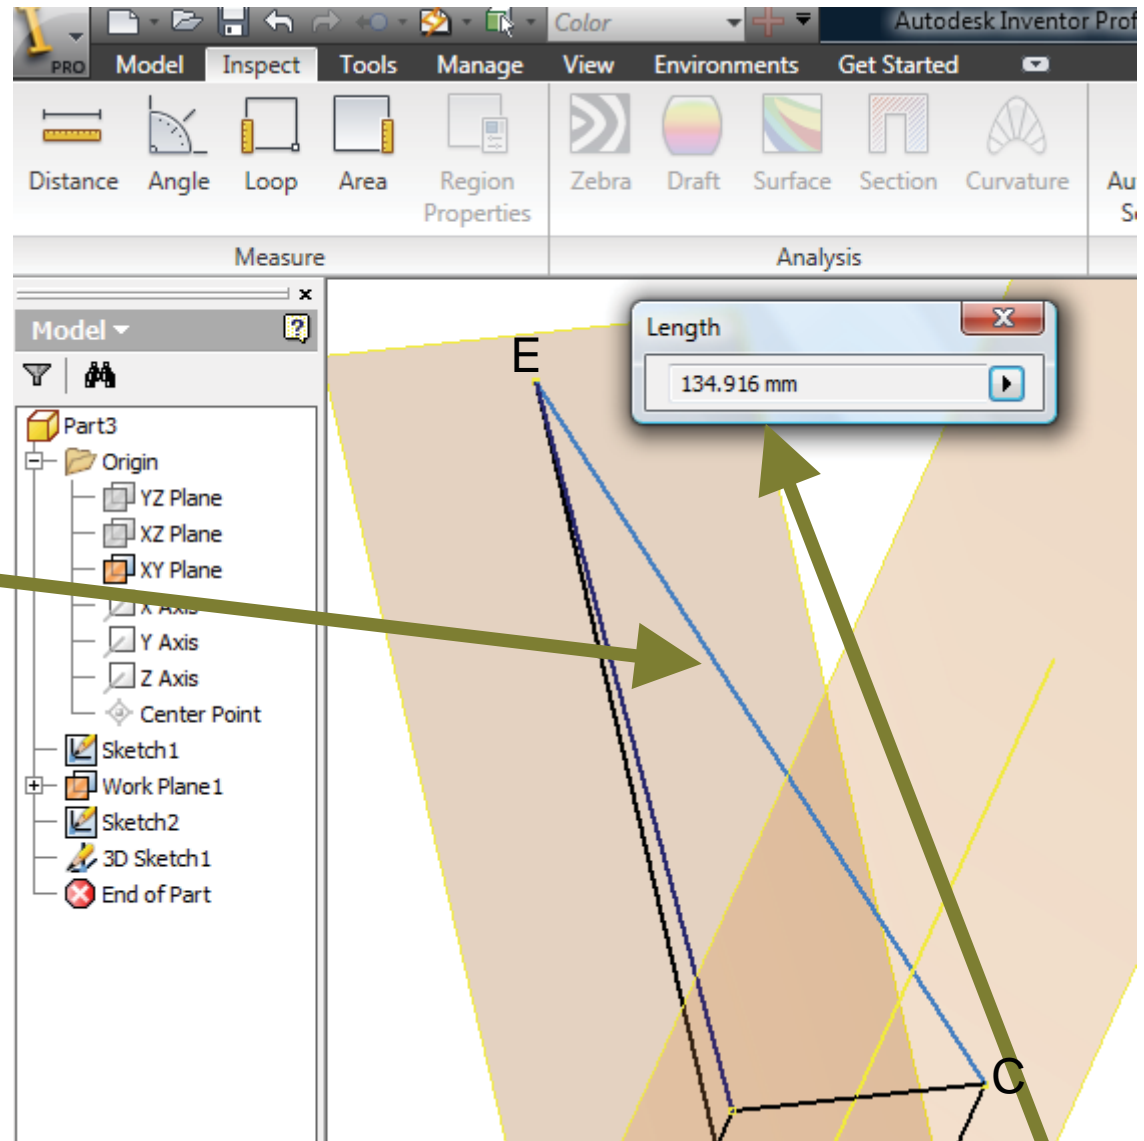 Color
Autodesk Inventor Prof
PRO
Model Inspect Tools Manage View Environments Get Started
Distance Angle Loop Area Region Properties Zebra Draft Surface Section Curvature Au
S
Measure Analysis
Model
Length
134.916 mm
E
Part3
Origin
YZ Plane
XZ Plane
XY Plane
X Axis
Y Axis
Z Axis
Center Point
Sketch1
Work Plane1
Sketch2
3D Sketch1
End of Part
C